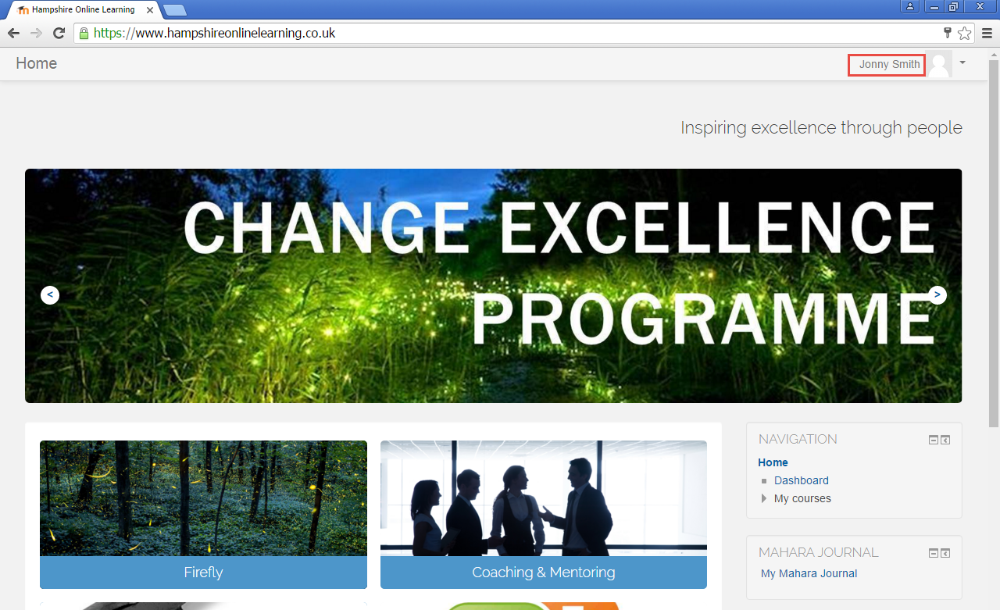 Hampshire Online Learning
https://www.hampshireonlinelearning.co.uk
Home
Jonny Smith
Inspiring excellence through people
CHANGE EXCELLENCE
PROGRAMME
<
>
Firefly
Coaching & Mentoring
NAVIGATION
Home
Dashboard
My courses
MAHARA JOURNAL
My Mahara Journal